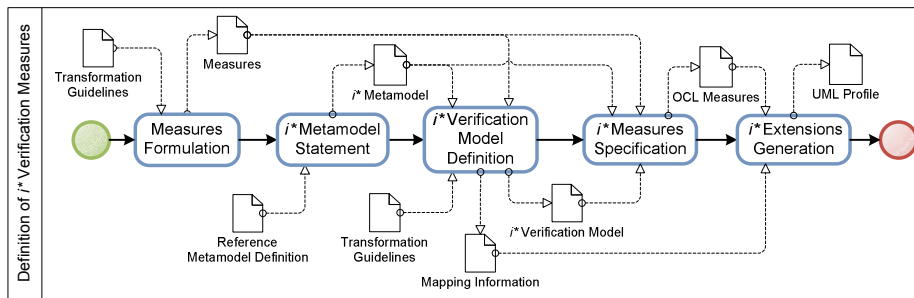 Definition of i* Verification Measures
Transformation
Guidelines
Measures
i* Metamodel
OCL Measures
UML Profile
Measures
Formulation
i* Metamodel
Statement
i* Verification
Model
Definition
i* Measures
Specification
i* Extensions
Generation
Reference
Metamodel Definition
Transformation
Guidelines
i* Verification Model
Mapping Information